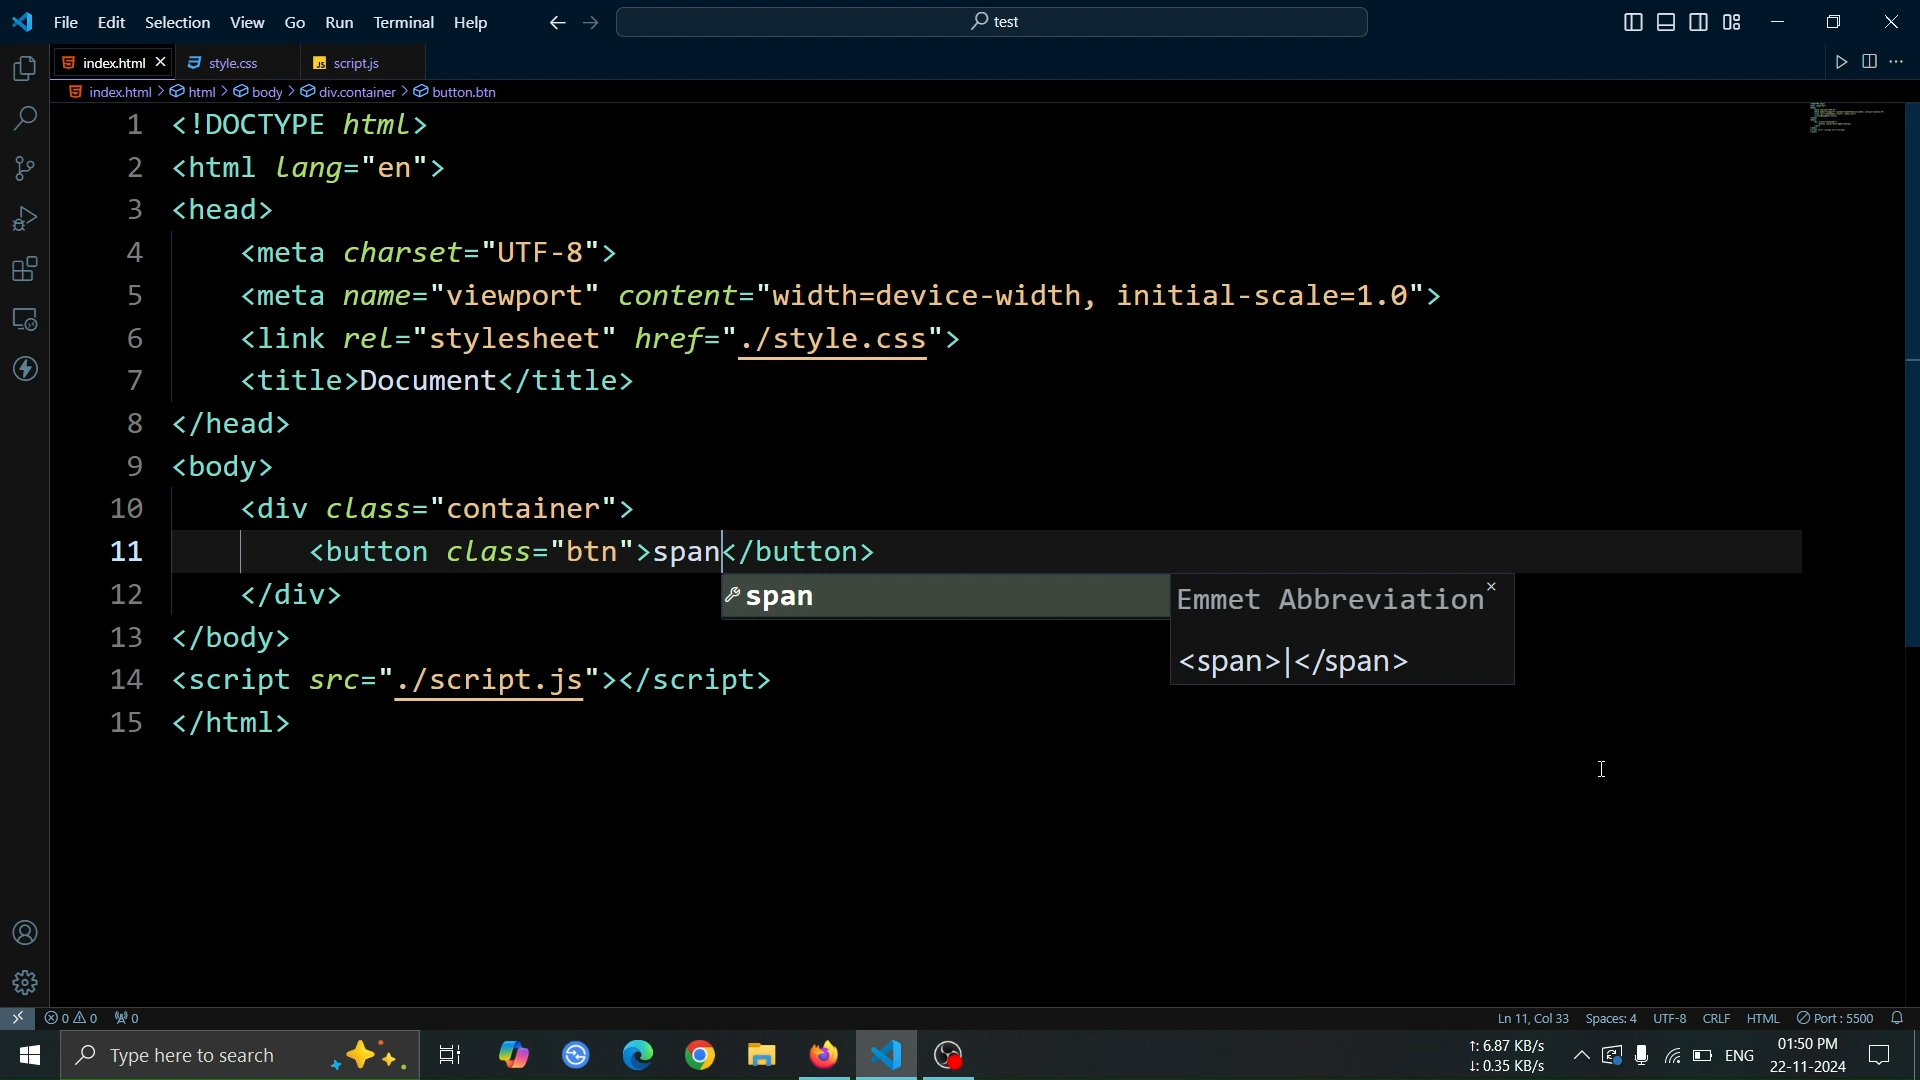 File Edit Selection View Go Run Terminal Help
test
index.html
style.css
JS script.js
index.html > html > body > div.container > button.btn
1 <!DOCTYPE html>
2 <html lang="en">
3 <head>
4 <meta charset="UTF-8">
5 <meta name="viewport" content="width=device-width, initial-scale=1.0">
6 <link rel="stylesheet" href="./style.css">
7 <title>Document</title>
8 </head>
9 <body>
10 <div class="container">
11 <button class="btn">span</button>
span
Emmet Abbreviation
<span>|</span>
12 </div>
13 </body>
14 <script src="./script.js"></script>
15 </html>
0 0 0
Ln 11, Col 33 Spaces: 4 UTF-8 CRLF HTML Port : 5500
Type here to search
↑: 6.87 KB/s
↓: 0.35 KB/s
ENG
01:50 PM
22-11-2024